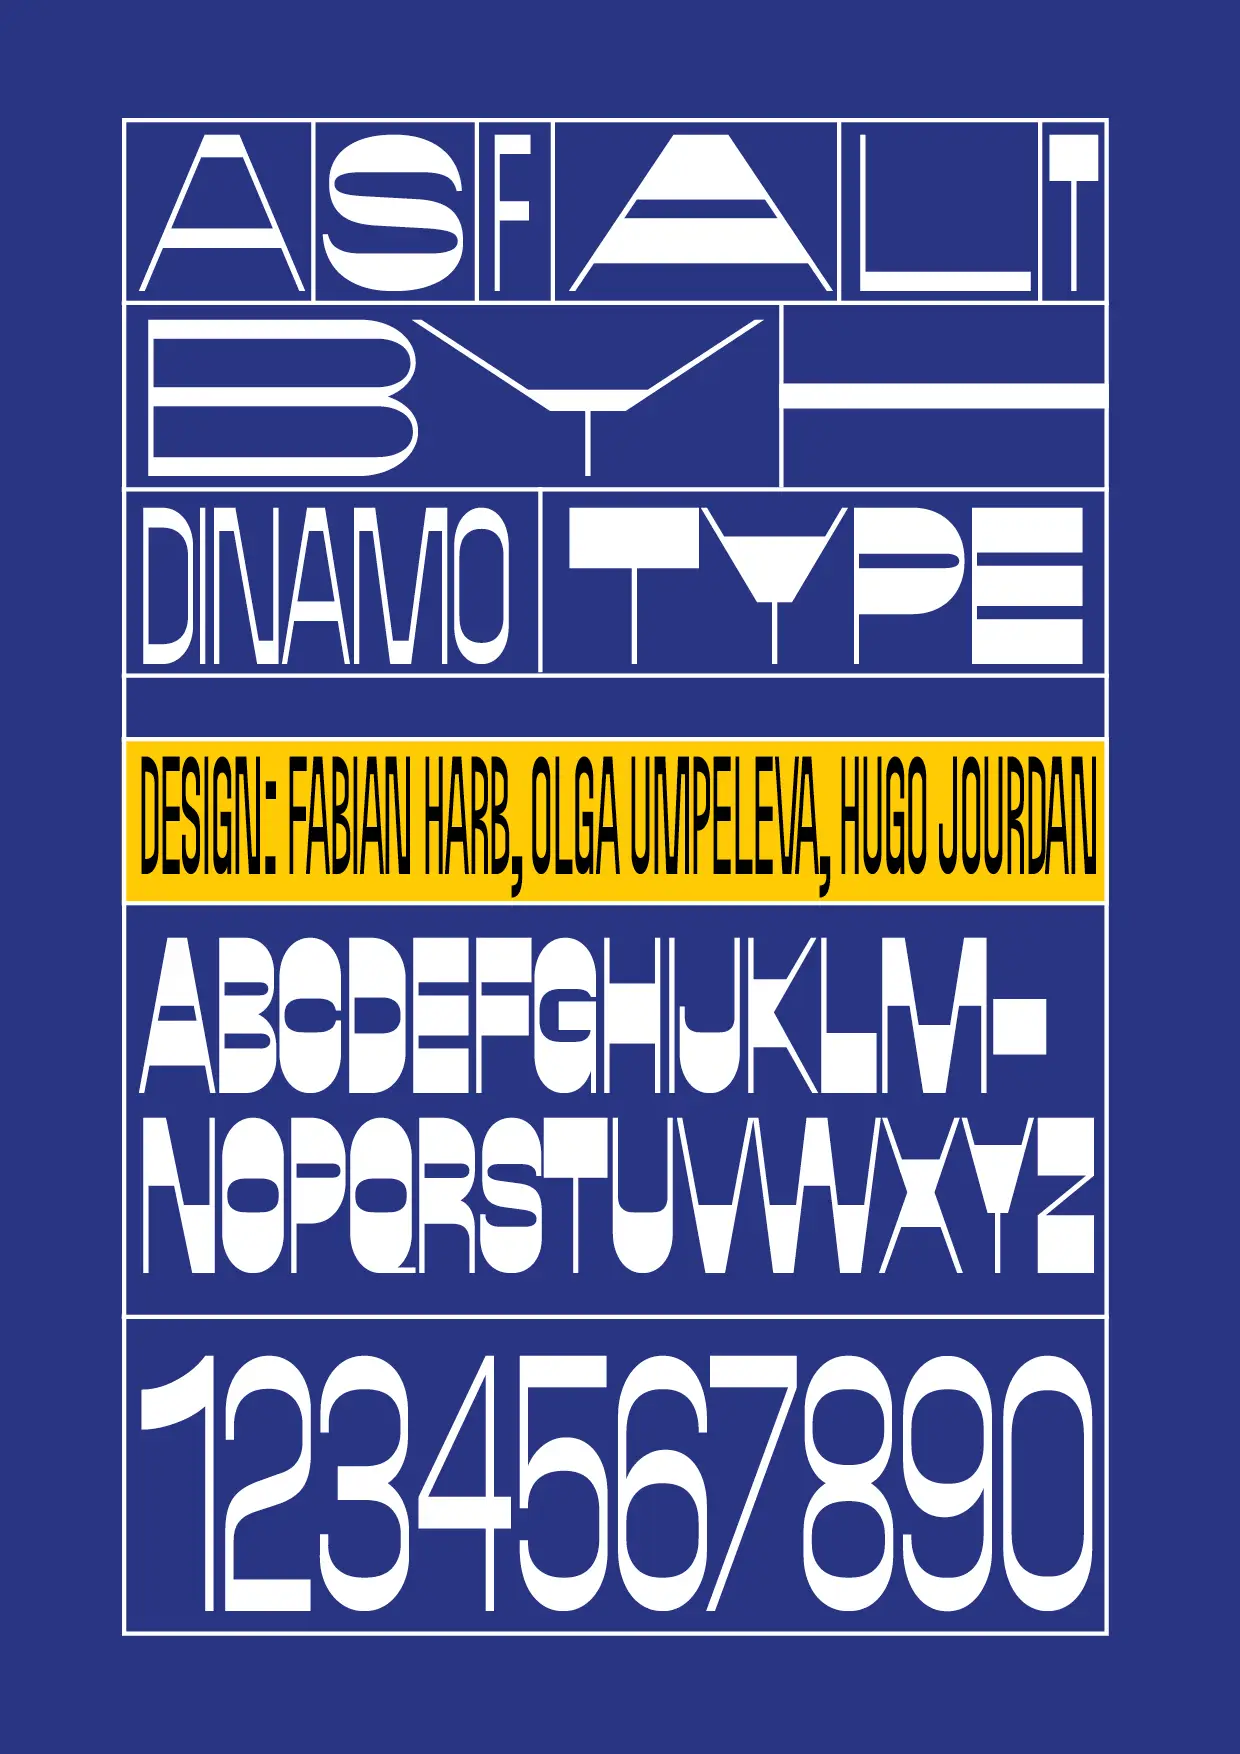 ASFALT
BY
DINAMO TYPE
DESIGN: FABIAN HARB, OLGA UMPELEVA, HUGO JOURDAN
ABCDEFGHIJKLM-
NOPQRSTUVWXYZ
1234567890